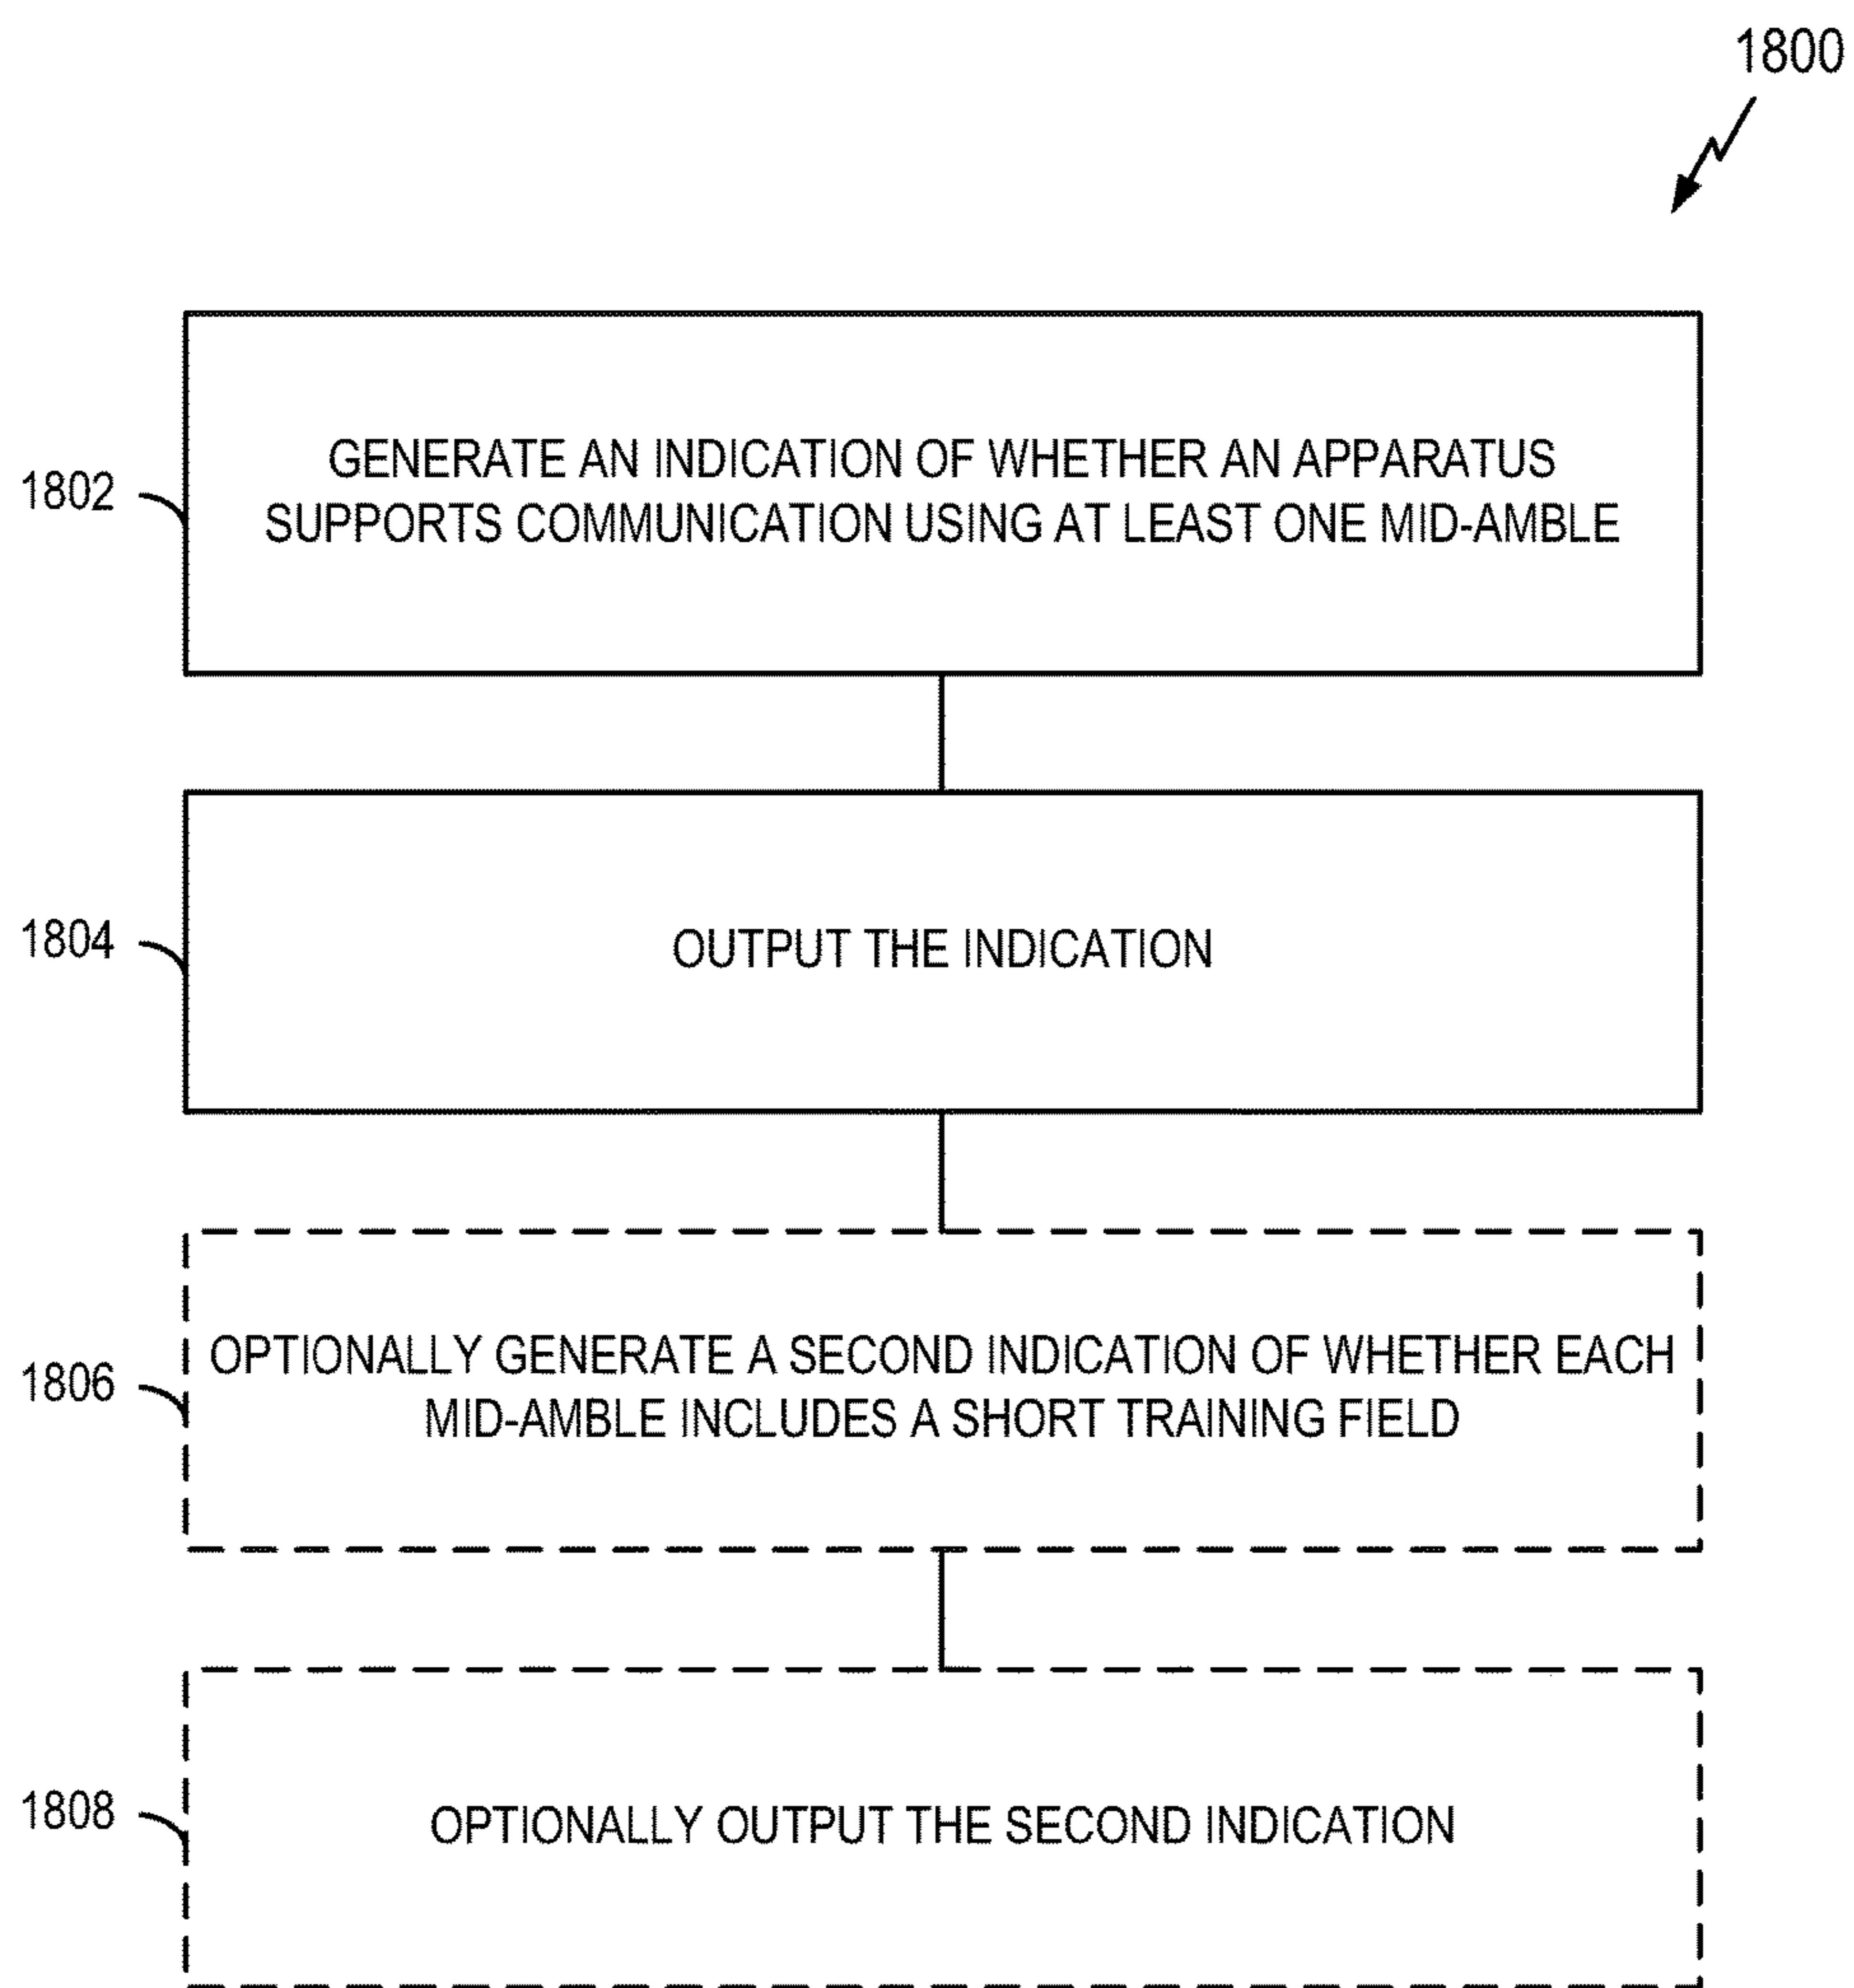 1800
1802
GENERATE AN INDICATION OF WHETHER AN APPARATUS
SUPPORTS COMMUNICATION USING AT LEAST ONE MID-AMBLE
1804
OUTPUT THE INDICATION
1806
OPTIONALLY GENERATE A SECOND INDICATION OF WHETHER EACH
MID-AMBLE INCLUDES A SHORT TRAINING FIELD
1808
OPTIONALLY OUTPUT THE SECOND INDICATION